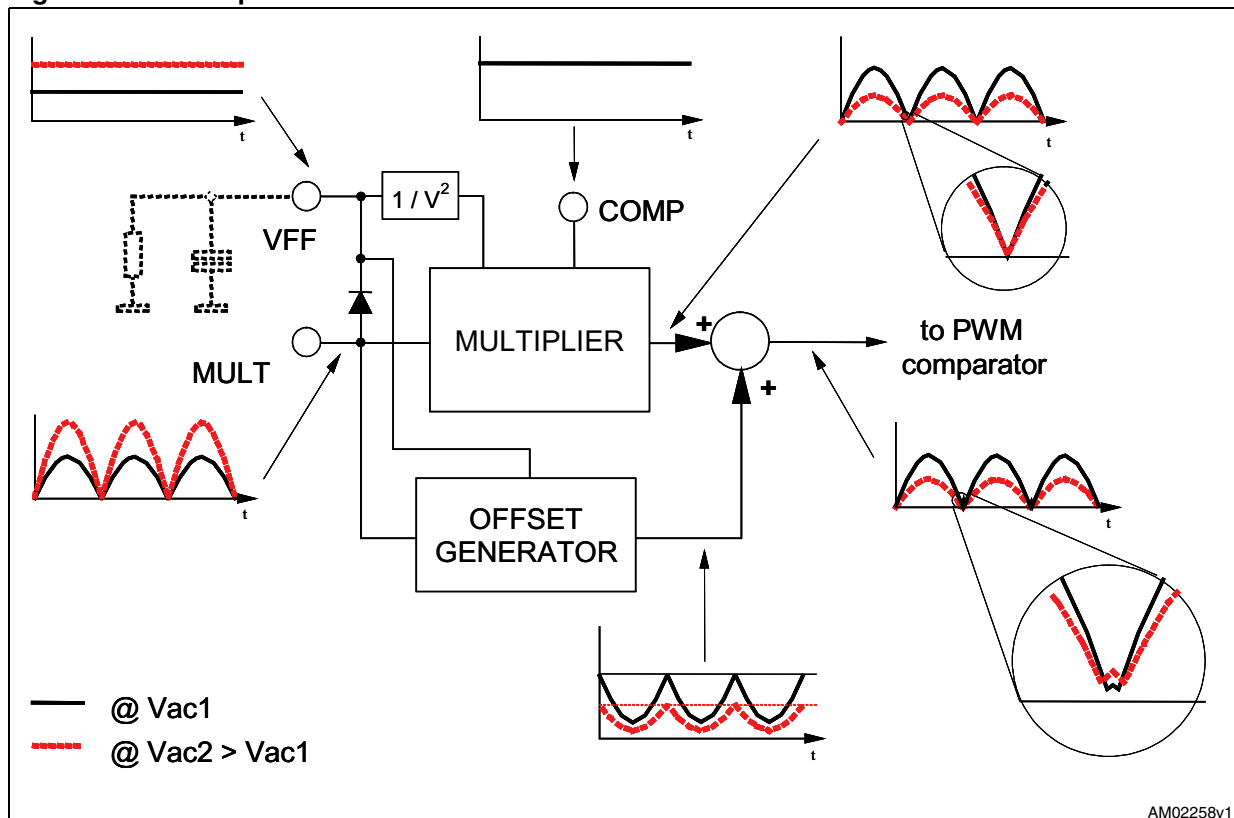 t
t
t
1 / V2
COMP
VFF
MULTIPLIER
+
to PWM
comparator
MULT
+
t
t
OFFSET
GENERATOR
@ Vac1
@ Vac2 > Vac1
t
AM02258v1